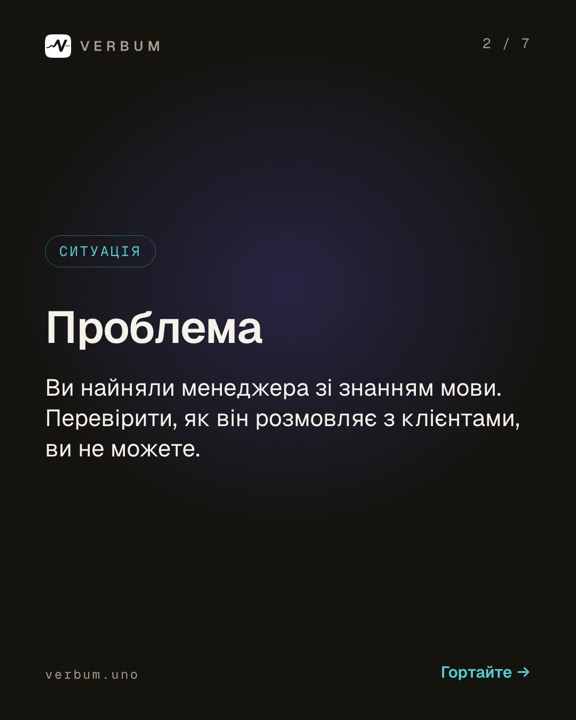 VERBUM
2 / 7
СИТУАЦІЯ
Проблема
Ви найняли менеджера зі знанням мови.
Перевірити, як він розмовляє з клієнтами,
ви не можете.
verbum.uno
Гортайте →